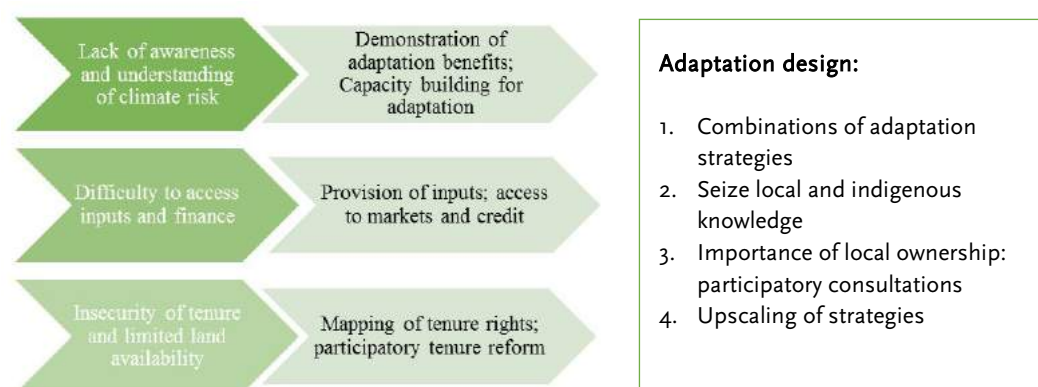 Lack of awareness
and understanding
of climate risk
Demonstration of
adaptation benefits;
Capacity building for
adaptation
Difficulty to access
inputs and finance
Provision of inputs; access
to markets and credit
Insecurity of tenure
and limited land
availability
Mapping of tenure rights;
participatory tenure reform
Adaptation design:
1. Combinations of adaptation
strategies
2. Seize local and indigenous
knowledge
3. Importance of local ownership:
participatory consultations
4. Upscaling of strategies